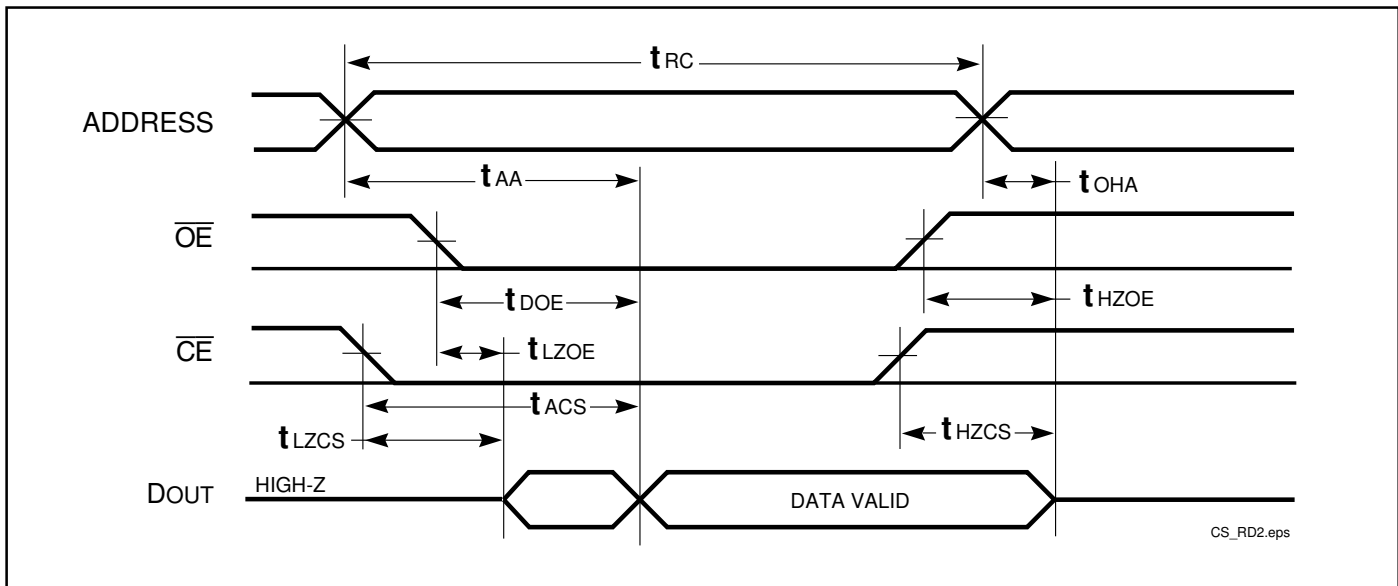 tRC
ADDRESS
tAA
tOHA
OE
tDOE
tHZOE
CE
tLZOE
tACS
tLZCS
tHZCS
DOUT
HIGH-Z
DATA VALID
CS_RD2.eps